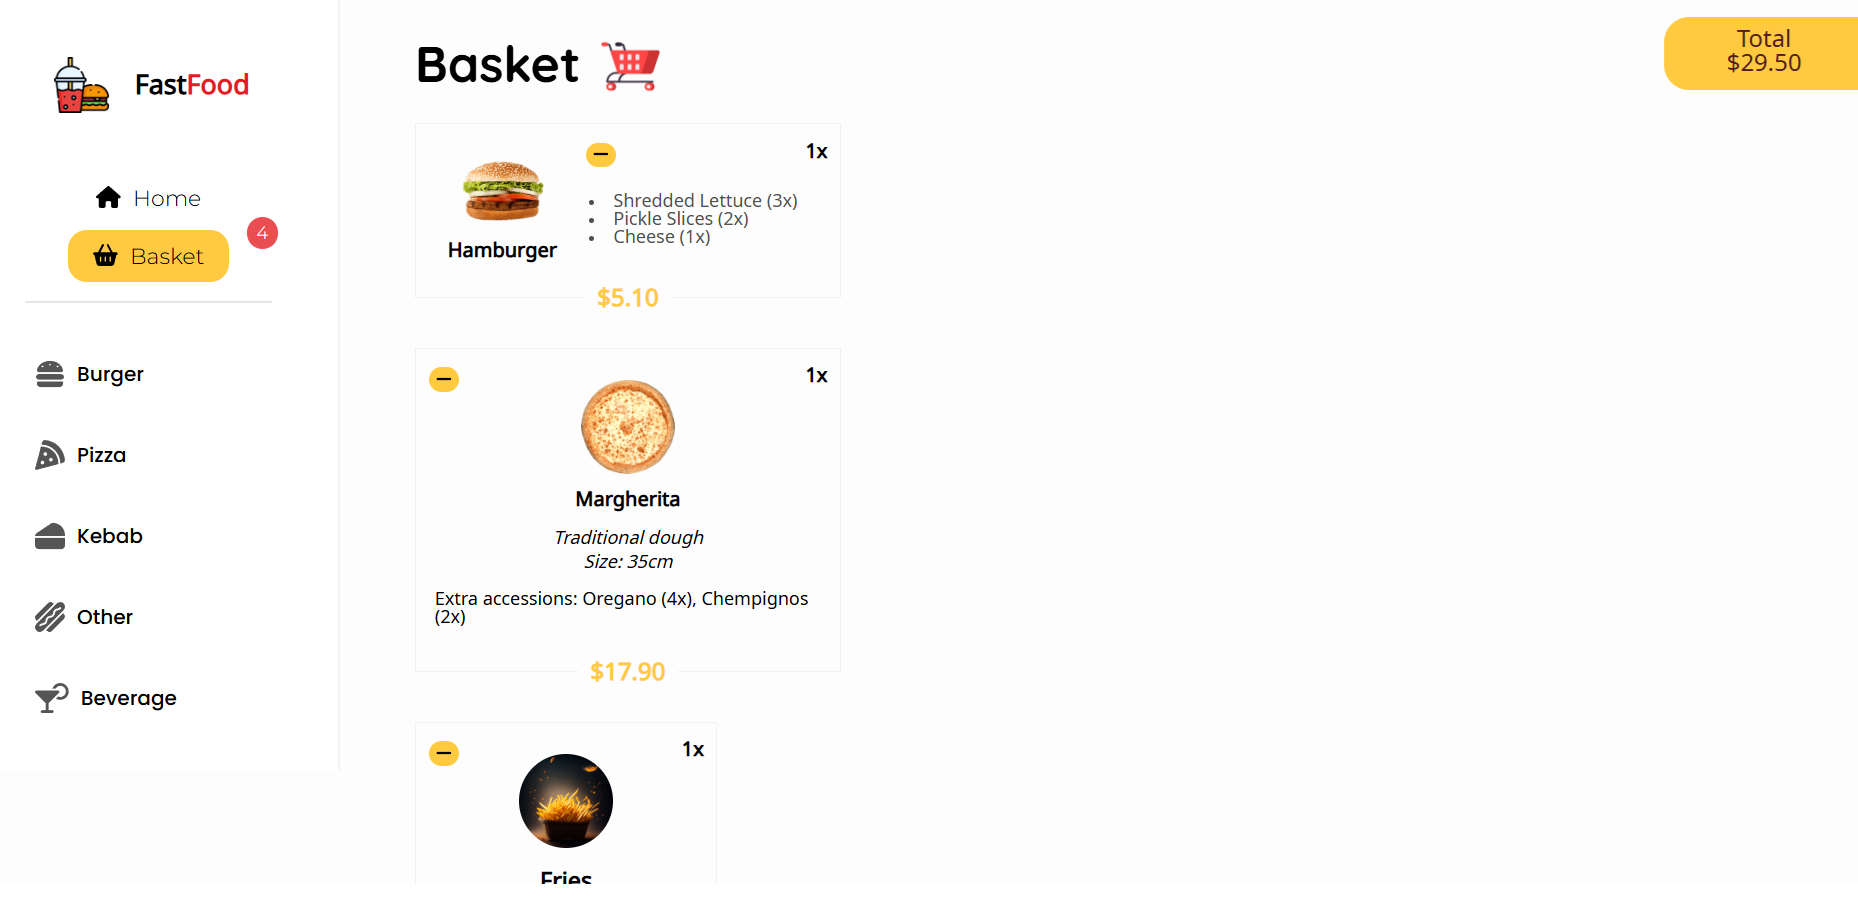 FastFood
Home
4
Basket
Burger
Pizza
Kebab
Other
Beverage
Basket
Total
$29.50
1x
Shredded Lettuce (3x)
Pickle Slices (2x)
Cheese (1x)
Hamburger
$5.10
1x
Margherita
Traditional dough
Size: 35cm
Extra accessions: Oregano (4x), Chempignos
(2x)
$17.90
1x
Fries